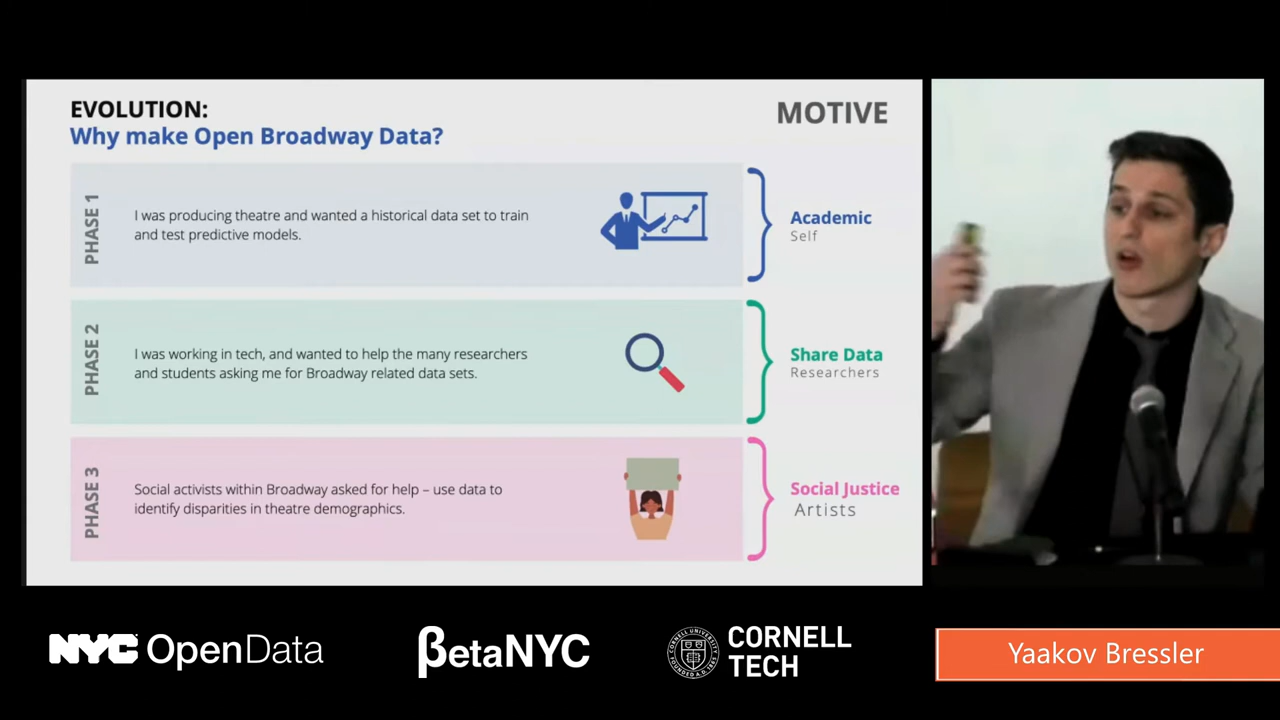 EVOLUTION:
Why make Open Broadway Data?
MOTIVE
PHASE 1
I was producing theatre and wanted a historical data set to train
and test predictive models.
Academic
Self
PHASE 2
I was working in tech, and wanted to help the many researchers
and students asking me for Broadway related data sets.
Share Data
Researchers
PHASE 3
Social activists within Broadway asked for help – use data to
identify disparities in theatre demographics.
Social Justice
Artists
NYC OpenData
βetaNYC
CORNELL
TECH
Yaakov Bressler